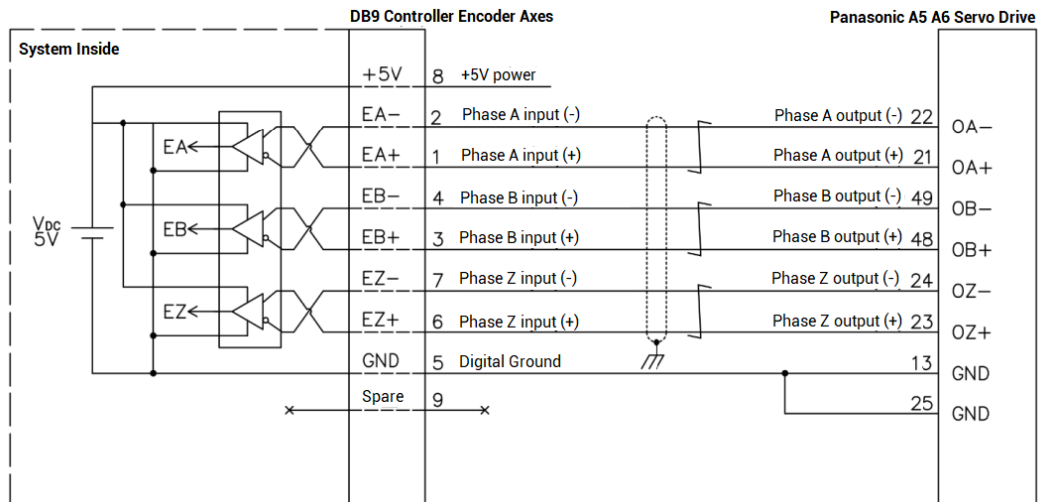 DB9 Controller Encoder Axes
Panasonic A5 A6 Servo Drive
System Inside
+5V 8 +5V power
EA− 2 Phase A input (-) Phase A output (-) 22 OA−
EA
EA+ 1 Phase A input (+) Phase A output (+) 21 OA+
EB− 4 Phase B input (-) Phase B output (-) 49 OB−
VDC
5V
EB
EB+ 3 Phase B input (+) Phase B output (+) 48 OB+
EZ− 7 Phase Z input (-) Phase Z output (-) 24 OZ−
EZ
EZ+ 6 Phase Z input (+) Phase Z output (+) 23 OZ+
GND 5 Digital Ground 13 GND
Spare 9
25 GND